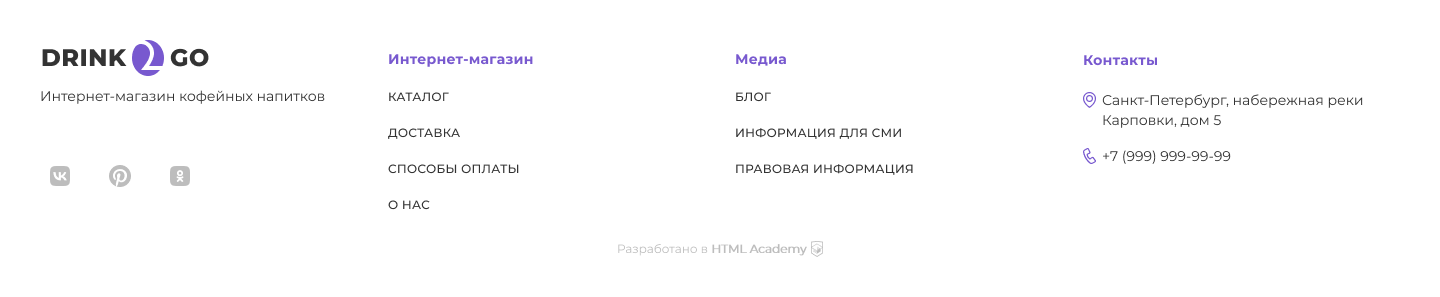 DRINK 2 GO
Интернет-магазин кофейных напитков
Интернет-магазин
КАТАЛОГ
ДОСТАВКА
СПОСОБЫ ОПЛАТЫ
О НАС
Медиа
БЛОГ
ИНФОРМАЦИЯ ДЛЯ СМИ
ПРАВОВАЯ ИНФОРМАЦИЯ
Контакты
Санкт-Петербург, набережная реки
Карповки, дом 5
+7 (999) 999-99-99
Разработано в HTML Academy